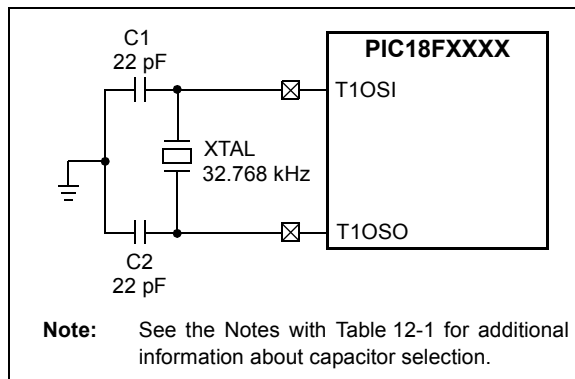 C1
22 pF
PIC18FXXXX
T1OSI
XTAL
32.768 kHz
T1OSO
C2
22 pF
Note: See the Notes with Table 12-1 for additional
information about capacitor selection.